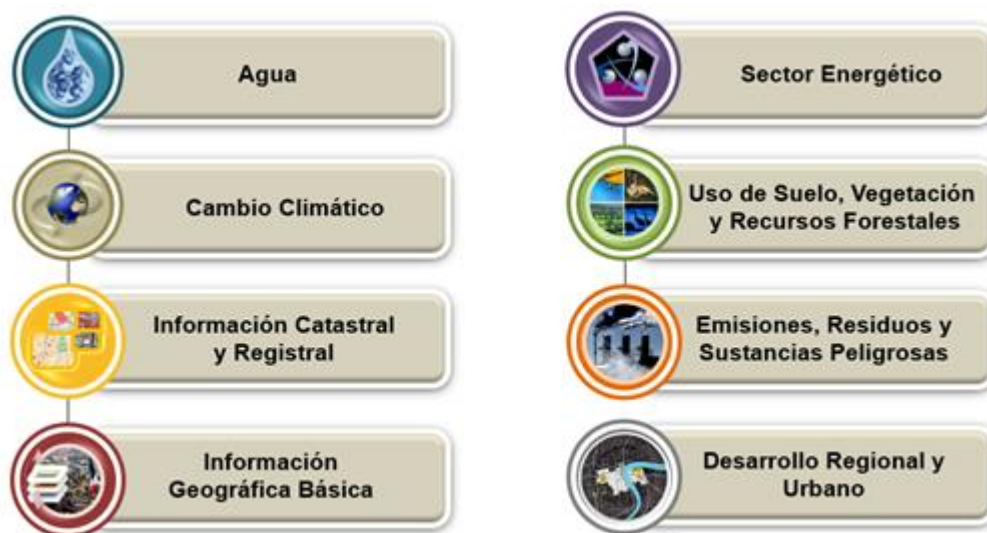 Agua
Cambio Climático
Información Catastral
y Registral
Información
Geográfica Básica
Sector Energético
Uso de Suelo, Vegetación
y Recursos Forestales
Emisiones, Residuos y
Sustancias Peligrosas
Desarrollo Regional y
Urbano